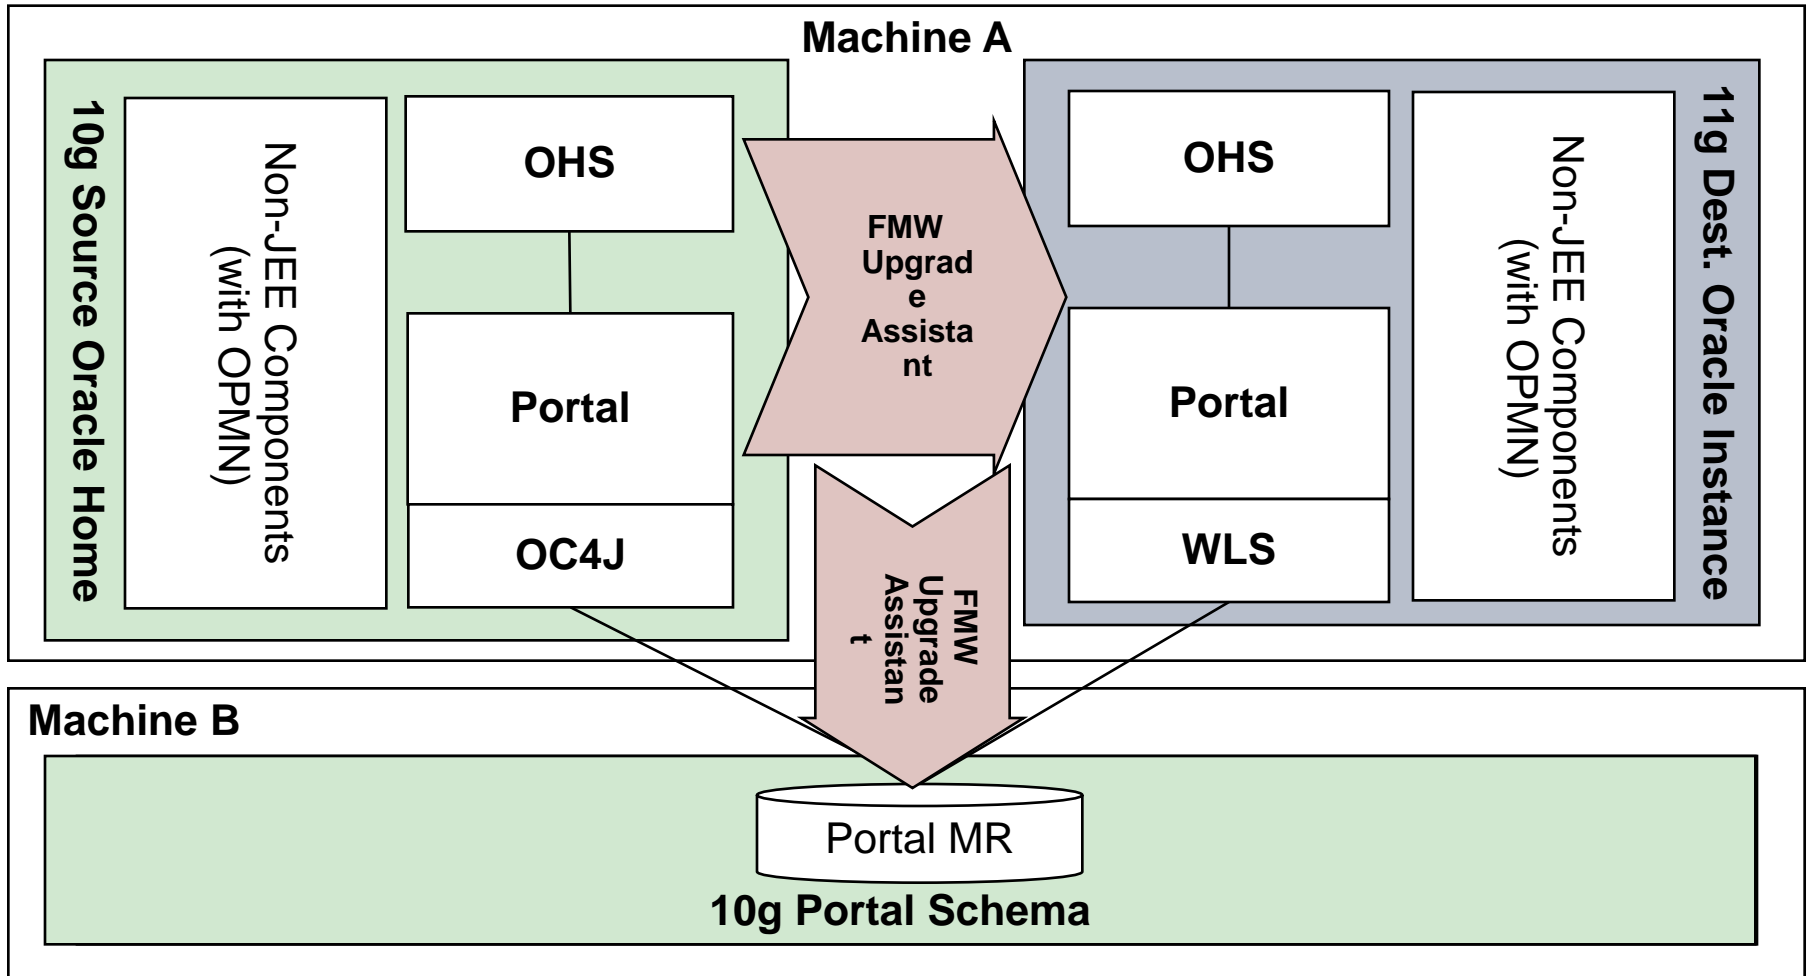 Machine A
10g Source Oracle Home
Non-JEE Components
(with OPMN)
OHS
Portal
OC4J
FMW
Upgrad
e
Assista
nt
OHS
Portal
WLS
Non-JEE Components
(with OPMN)
11g Dest. Oracle Instance
FMW
Upgrade
Assistan
t
Machine B
Portal MR
10g Portal Schema